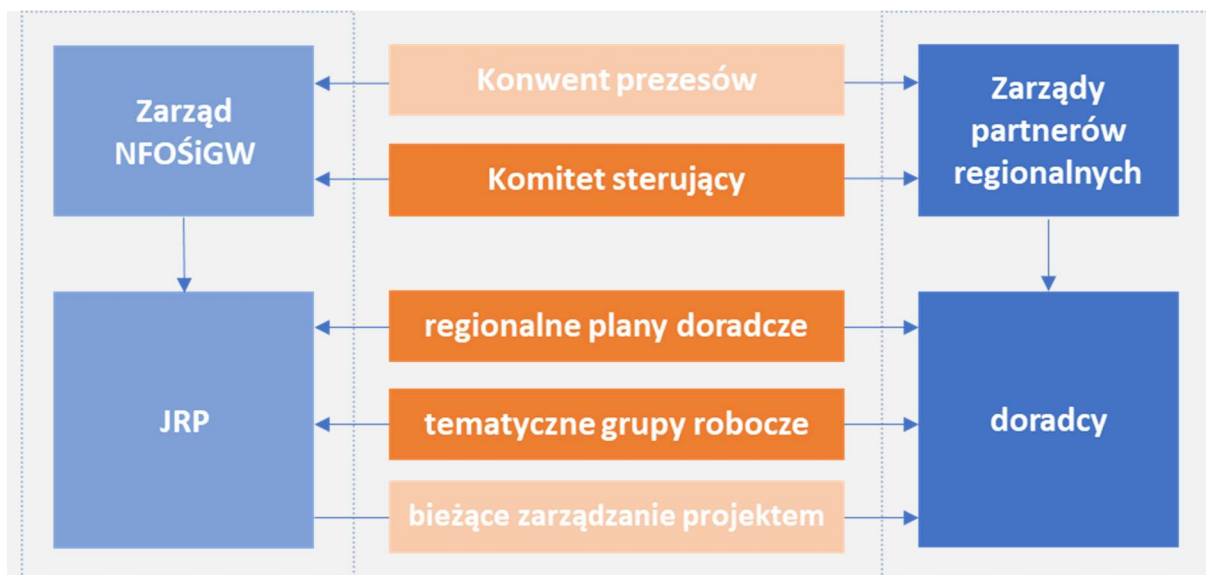 Zarząd
NFOŚiGW
Konwent prezesów
Komitet sterujący
Zarządy
partnerów
regionalnych
JRP
regionalne plany doradcze
tematyczne grupy robocze
bieżące zarządzanie projektem
doradcy